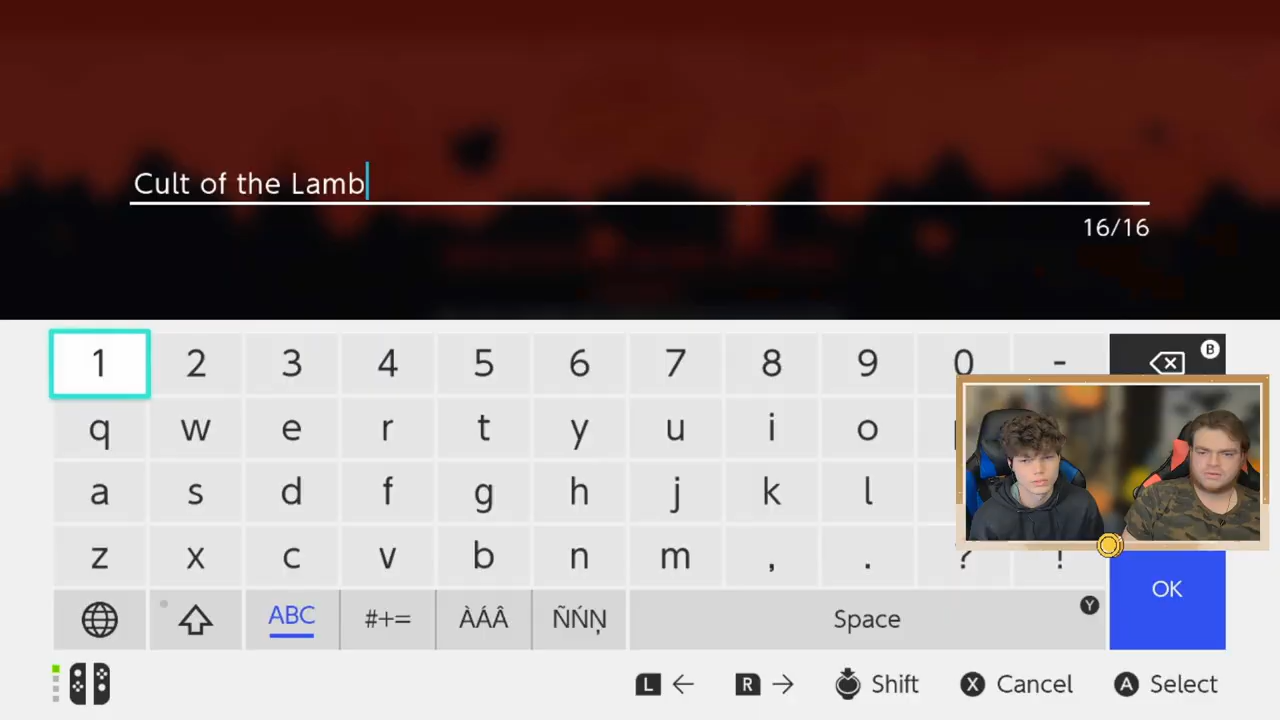 Cult of the Lamb
16/16
1 2 3 4 5 6 7 8 9 0 - B
q w e r t y u i o
a s d f g h j k l
z x c v b n m , . ? !
ABC #+= ÀÁÂ ÑŃŅ Space Y OK
L ← R → Shift X Cancel A Select